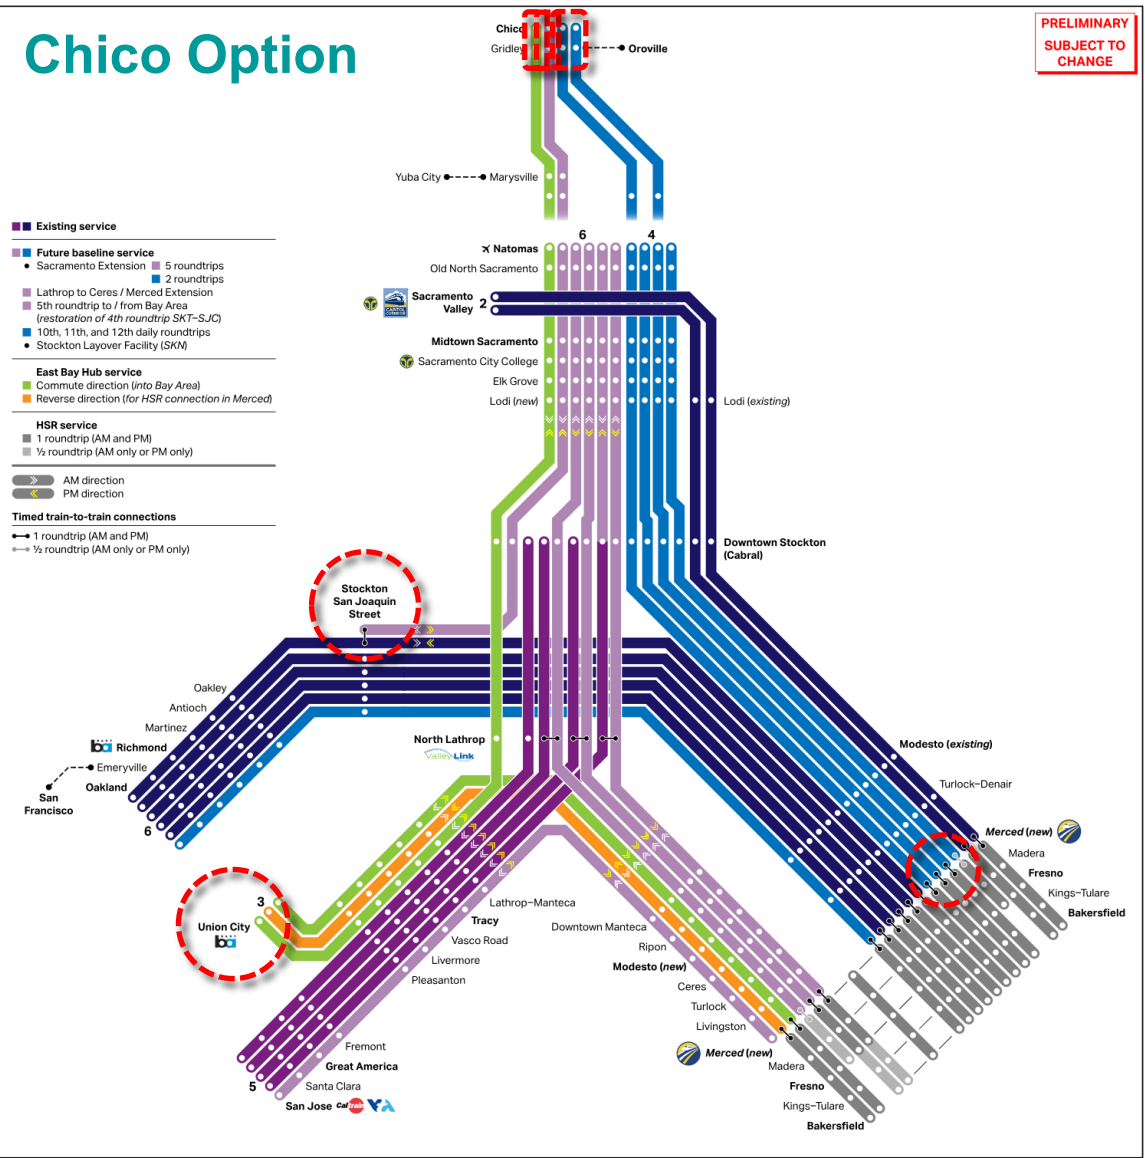 Chico Option
PRELIMINARY
SUBJECT TO
CHANGE
Chico
Gridley
Oroville
Yuba City
Marysville
Existing service
Future baseline service
Sacramento Extension
5 roundtrips
2 roundtrips
Lathrop to Ceres / Merced Extension
5th roundtrip to / from Bay Area
(restoration of 4th roundtrip SKT–SJC)
10th, 11th, and 12th daily roundtrips
Stockton Layover Facility (SKN)
East Bay Hub service
Commute direction (into Bay Area)
Reverse direction (for HSR connection in Merced)
HSR service
1 roundtrip (AM and PM)
½ roundtrip (AM only or PM only)
AM direction
PM direction
Timed train-to-train connections
1 roundtrip (AM and PM)
½ roundtrip (AM only or PM only)
6
4
Natomas
Old North Sacramento
Sacramento
Valley
2
Midtown Sacramento
Sacramento City College
Elk Grove
Lodi (new)
Lodi (existing)
Downtown Stockton
(Cabral)
Stockton
San Joaquin
Street
Oakley
Antioch
Martinez
Richmond
Emeryville
Oakland
San
Francisco
6
North Lathrop
Valley Link
Modesto (existing)
Turlock–Denair
Merced (new)
Madera
Fresno
Kings–Tulare
Bakersfield
3
Union City
Lathrop–Manteca
Tracy
Vasco Road
Livermore
Pleasanton
Fremont
Great America
Santa Clara
San Jose
Caltrain
5
Downtown Manteca
Ripon
Modesto (new)
Ceres
Turlock
Livingston
Merced (new)
Madera
Fresno
Kings–Tulare
Bakersfield